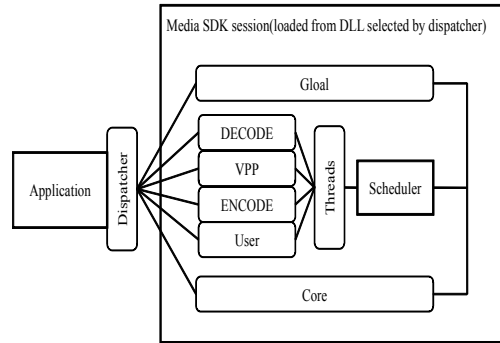 Media SDK session(loaded from DLL selected by dispatcher)
Gloal
DECODE
VPP
ENCODE
User
Core
Application
Dispatcher
Threads
Scheduler